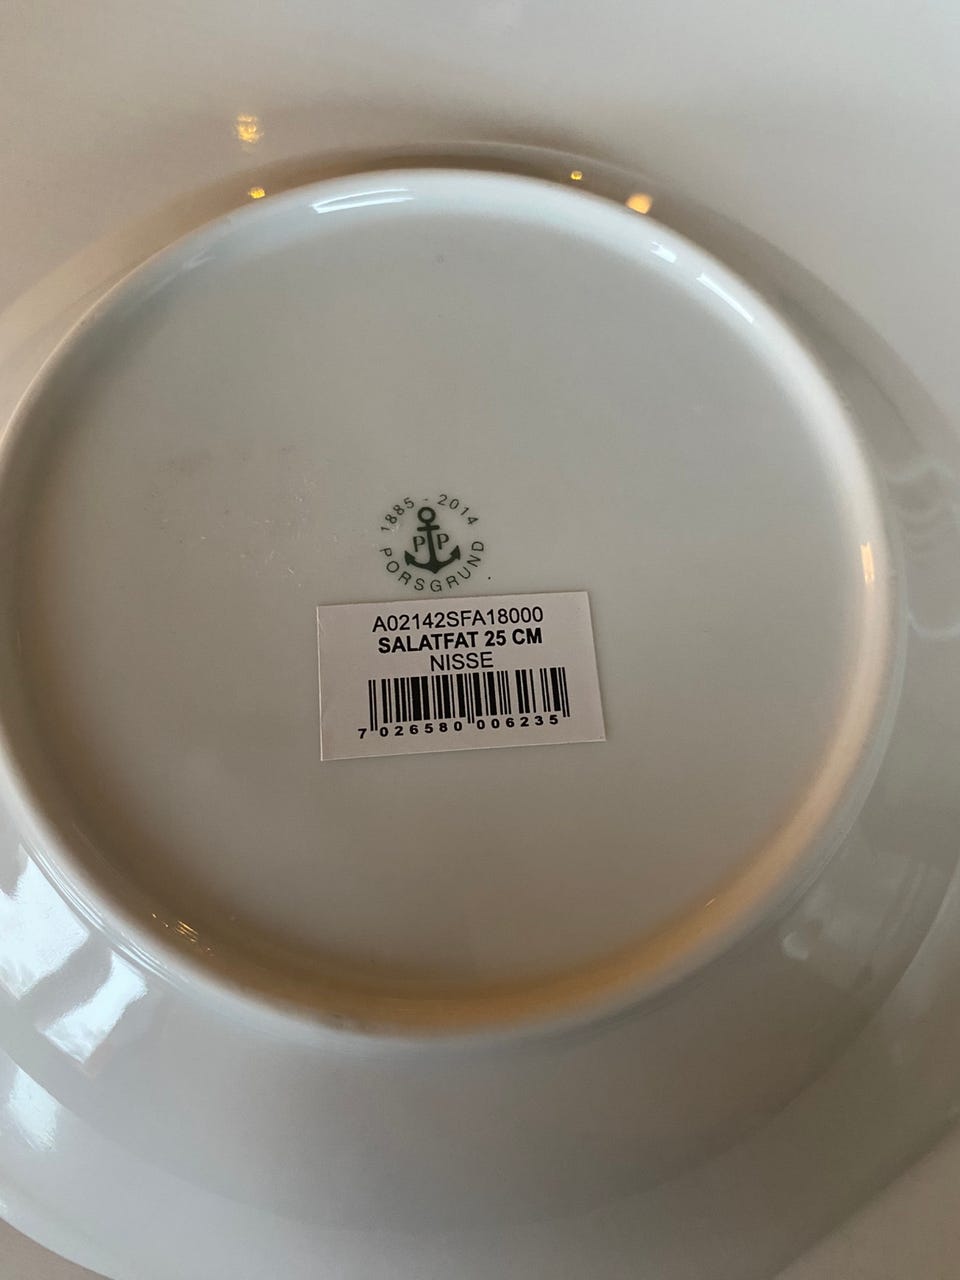 1885 - 2014
P P
PORSGRUND
A02142SFA18000
SALATFAT 25 CM
NISSE
7 026580 006235